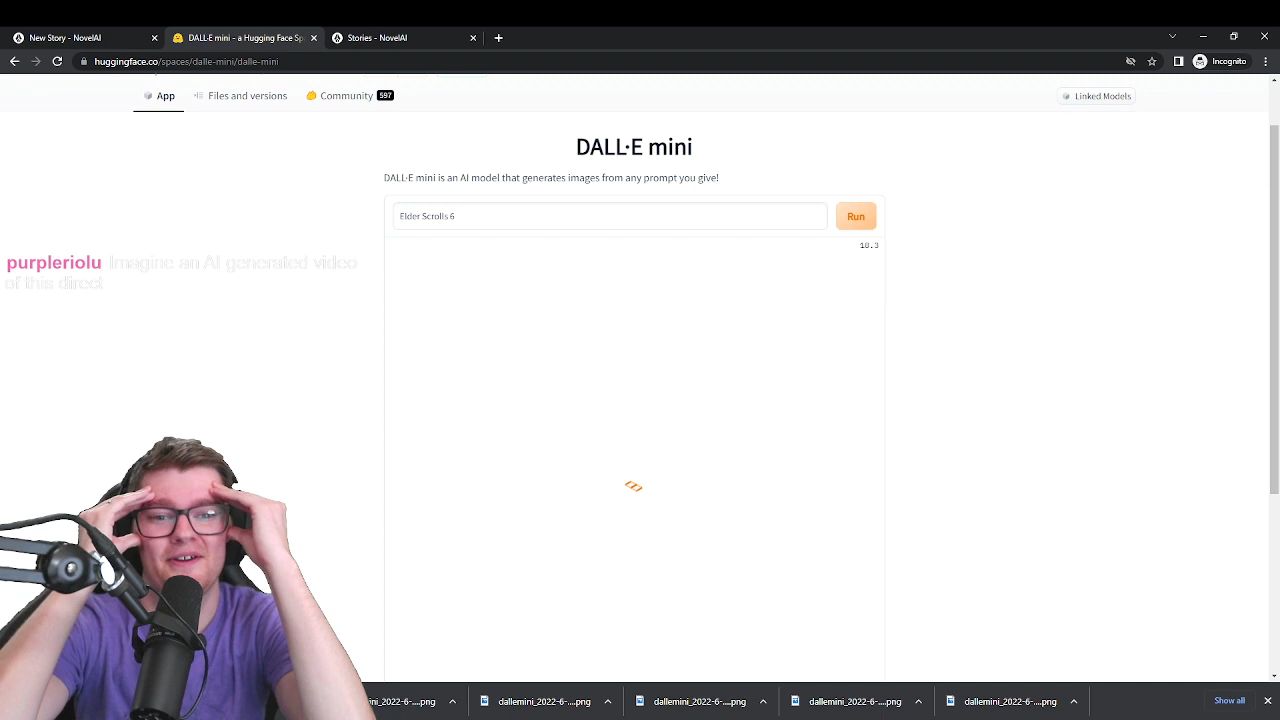 New Story - NovelAI
DALL·E mini - a Hugging Face Sp
Stories - NovelAI
huggingface.co/spaces/dalle-mini/dalle-mini
Incognito
App
Files and versions
Community 597
Linked Models
DALL·E mini
DALL·E mini is an AI model that generates images from any prompt you give!
Elder Scrolls 6
Run
18.3
purpleriolu Imagine an AI generated video
of this direct
mini_2022-6-....png
dallemini_2022-6-....png
dallemini_2022-6-....png
dallemini_2022-6-....png
dallemini_2022-6-....png
Show all